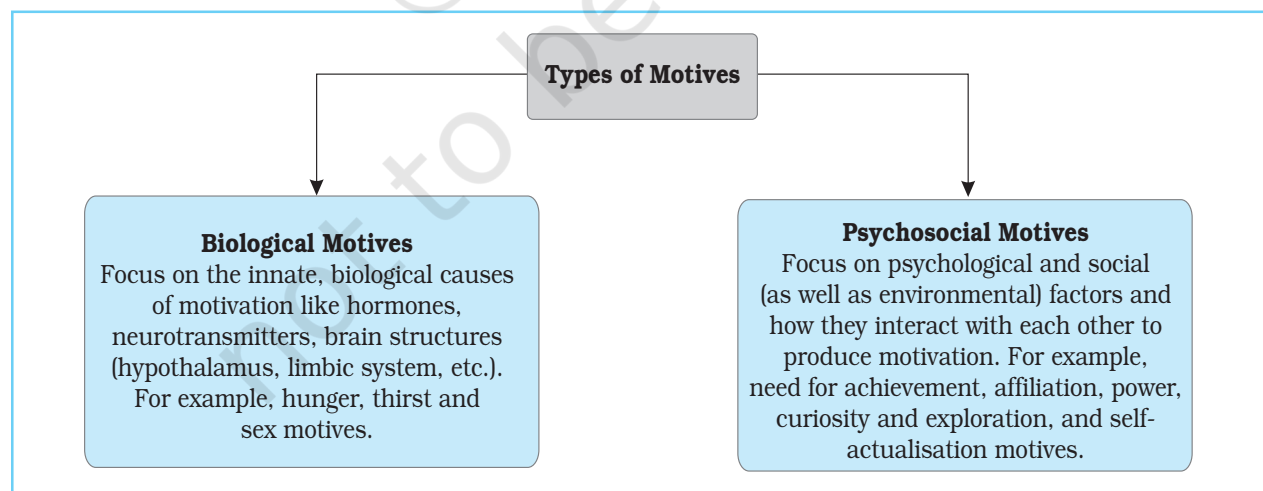 Types of Motives
Biological Motives
Focus on the innate, biological causes
of motivation like hormones,
neurotransmitters, brain structures
(hypothalamus, limbic system, etc.).
For example, hunger, thirst and
sex motives.
Psychosocial Motives
Focus on psychological and social
(as well as environmental) factors and
how they interact with each other to
produce motivation. For example,
need for achievement, affiliation, power,
curiosity and exploration, and self-
actualisation motives.
not to be